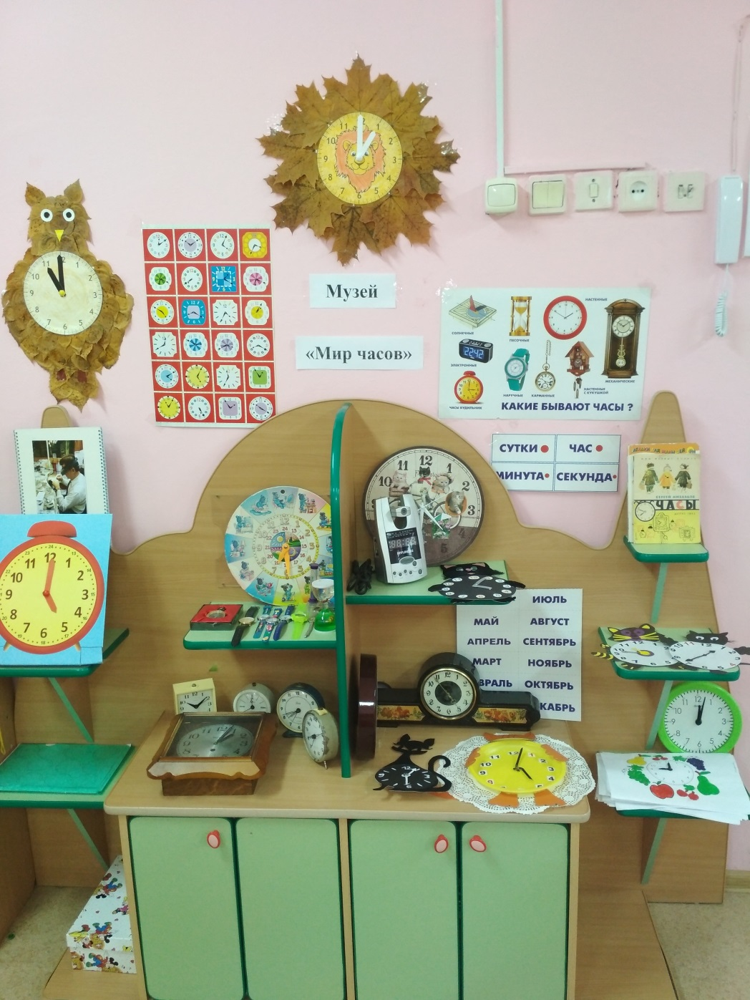 Музей
«Мир часов»
СОЛНЕЧНЫЕ
ПЕСОЧНЫЕ
НАСТЕННЫЕ
ЭЛЕКТРОННЫЕ
МЕХАНИЧЕСКИЕ
ЧАСЫ БУДИЛЬНИК
НАРУЧНЫЕ
КАРМАННЫЕ
НАСТЕННЫЕ
С КУКУШКОЙ
КАКИЕ БЫВАЮТ ЧАСЫ ?
СУТКИ
ЧАС
МИНУТА
СЕКУНДА
ЧАСЫ
ИЮЛЬ
МАЙ АВГУСТ
АПРЕЛЬ СЕНТЯБРЬ
МАРТ НОЯБРЬ
ВРАЛЬ ОКТЯБРЬ
КАБРЬ